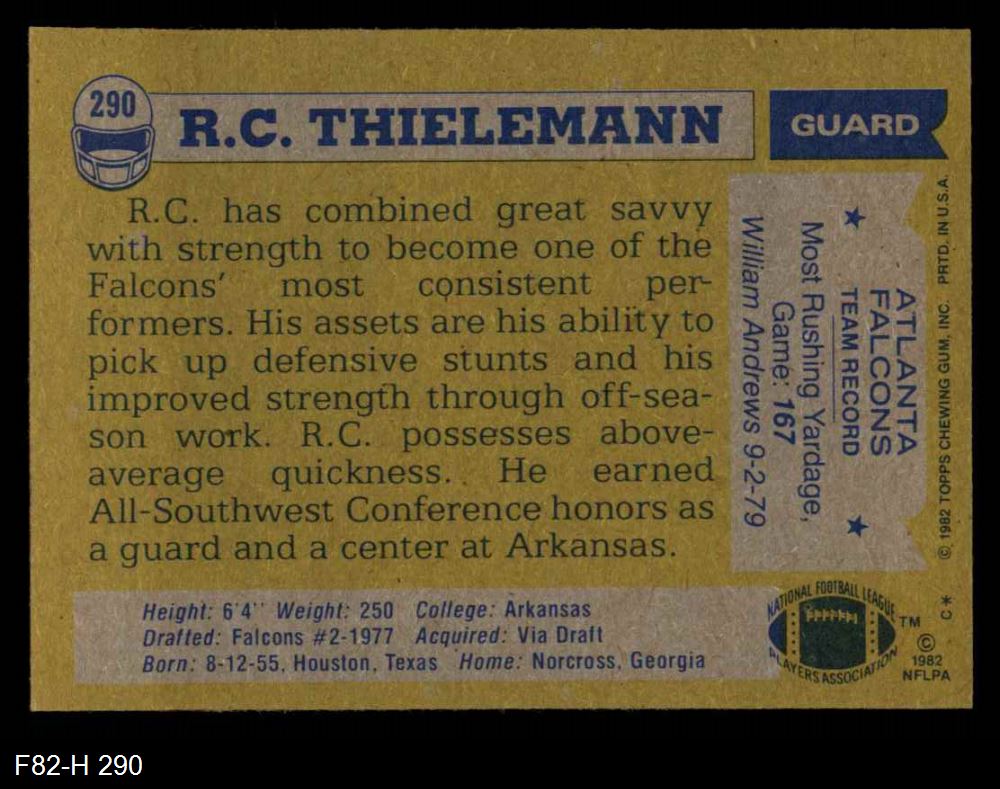 290
R.C. THIELEMANN
GUARD
R.C. has combined great savvy
with strength to become one of the
Falcons' most consistent per-
formers. His assets are his ability to
pick up defensive stunts and his
improved strength through off-sea-
son work. R.C. possesses above-
average quickness. He earned
All-Southwest Conference honors as
a guard and a center at Arkansas.
ATLANTA
FALCONS
TEAM RECORD
Most Rushing Yardage,
Game: 167
William Andrews 9-2-79
© 1982 TOPPS CHEWING GUM, INC. PRTD. IN U.S.A.
Height: 6'4" Weight: 250 College: Arkansas
Drafted: Falcons #2-1977 Acquired: Via Draft
Born: 8-12-55, Houston, Texas Home: Norcross, Georgia
NATIONAL FOOTBALL LEAGUE
PLAYERS ASSOCIATION
TM
©
1982
NFLPA
C*
F82-H 290